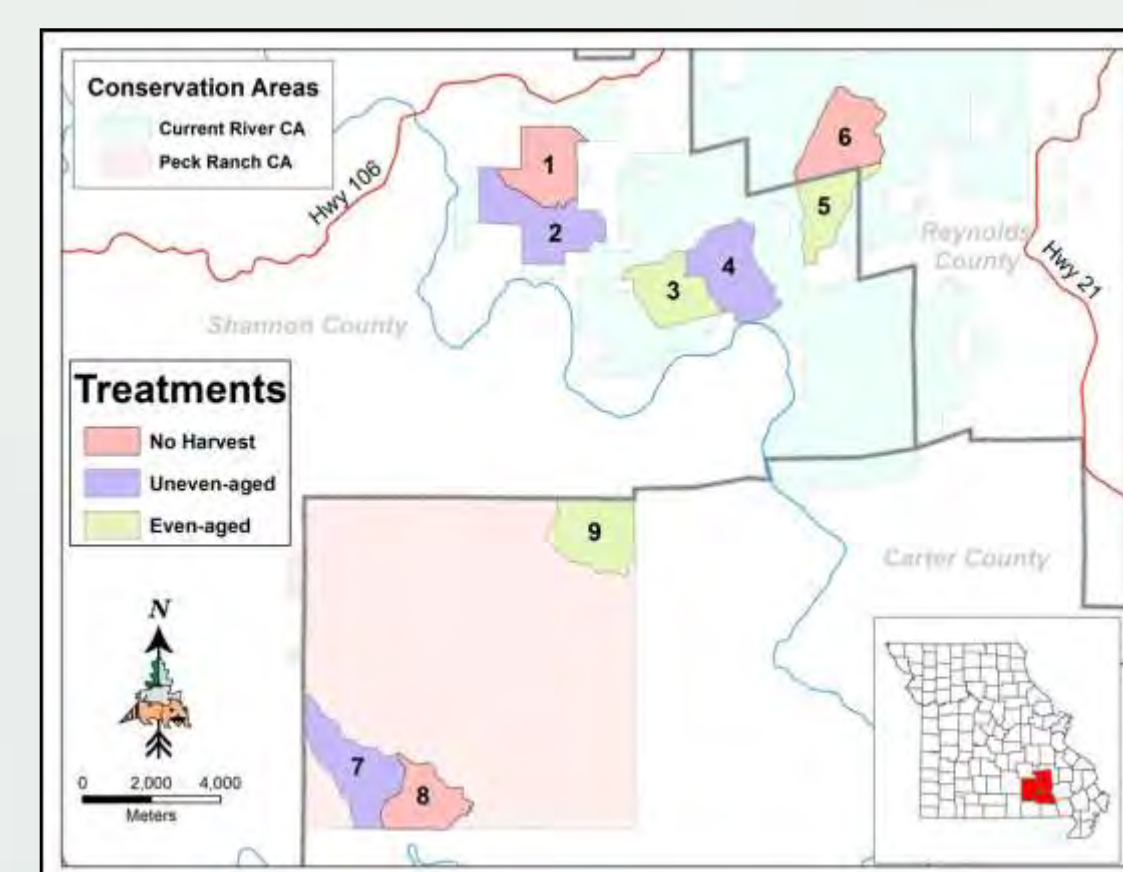 Conservation Areas
Current River CA
Peck Ranch CA
Hwy 106
1
2
3
4
5
6
Reynolds
County
Hwy 21
Shannon County
Treatments
No Harvest
Uneven-aged
Even-aged
9
Carter County
N
0 2,000 4,000
Meters
7
8